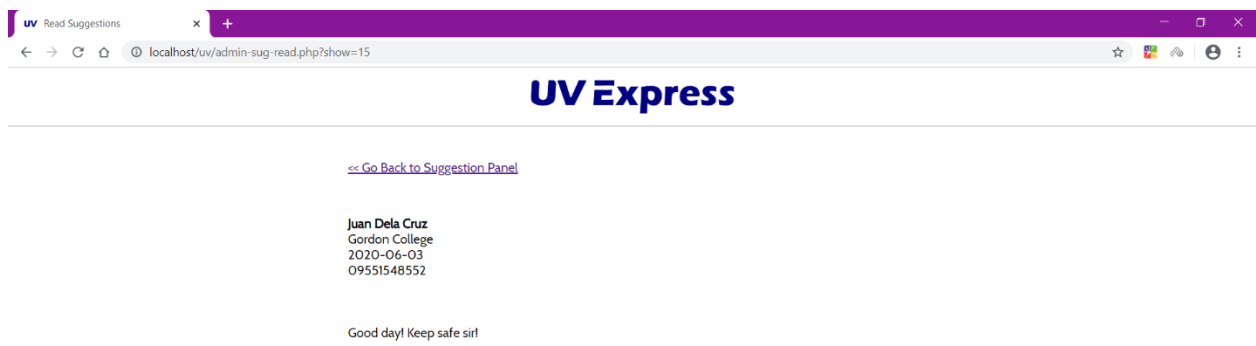 UV Read Suggestions
localhost/uv/admin-sug-read.php?show=15
UV Express
<< Go Back to Suggestion Panel
Juan Dela Cruz
Gordon College
2020-06-03
09551548552
Good day! Keep safe sir!